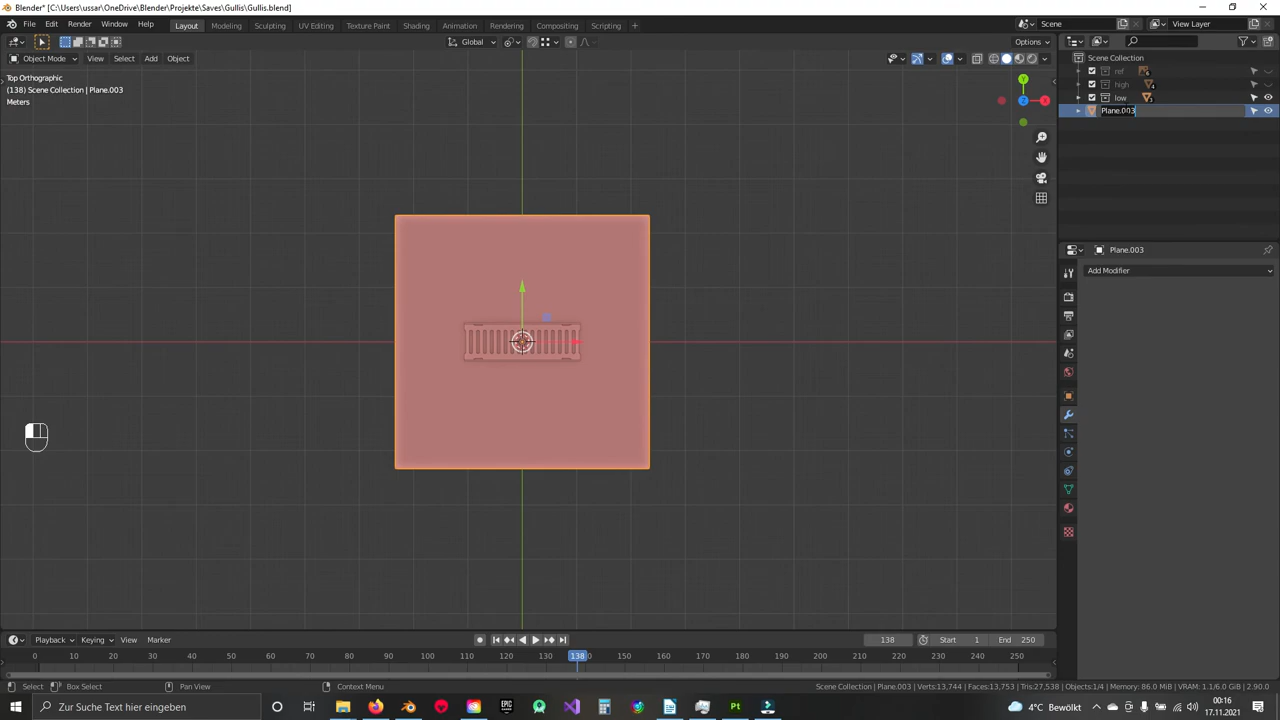 Blender* [C:\Users\ussar\OneDrive\Blender\Projekte\Saves\Gullis\Gullis.blend]
File Edit Render Window Help Layout Modeling Sculpting UV Editing Texture Paint Shading Animation Rendering Compositing Scripting + Scene View Layer
Global Options
Object Mode View Select Add Object
Top Orthographic
(138) Scene Collection | Plane.003
Meters
Y
Z X
Scene Collection
ref 6
high 4
low 3
Plane.003
Plane.003
Add Modifier
Playback Keying View Marker 138 Start 1 End 250
0 10 20 30 40 50 60 70 80 90 100 110 120 130 138 150 160 170 180 190 200 210 220 230 240 250
Select Box Select Pan View Context Menu Scene Collection | Plane.003 | Verts:13,744 | Faces:13,753 | Tris:27,538 | Objects:1/4 | Memory: 86.0 MiB | VRAM: 1.1/6.0 GiB | 2.90.0
Zur Suche Text hier eingeben EPIC Pt 4°C Bewölkt 00:16
17.11.2021